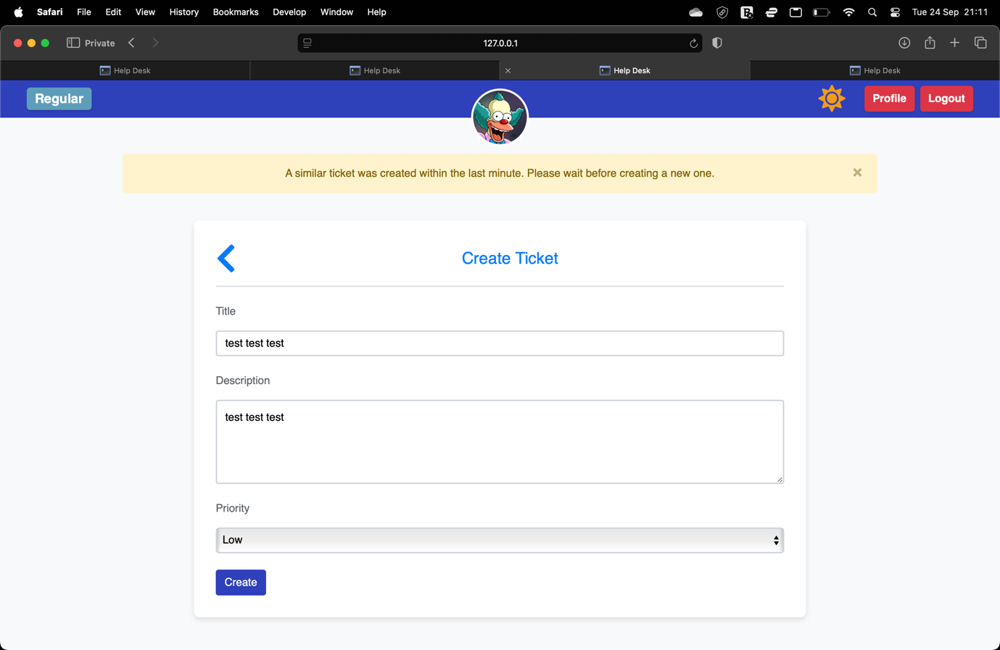 Safari File Edit View History Bookmarks Develop Window Help Tue 24 Sep 21:11
Private 127.0.0.1
Help Desk Help Desk Help Desk Help Desk
Regular Profile Logout
A similar ticket was created within the last minute. Please wait before creating a new one. ×
Create Ticket
Title
test test test
Description
test test test
Priority
Low
Create